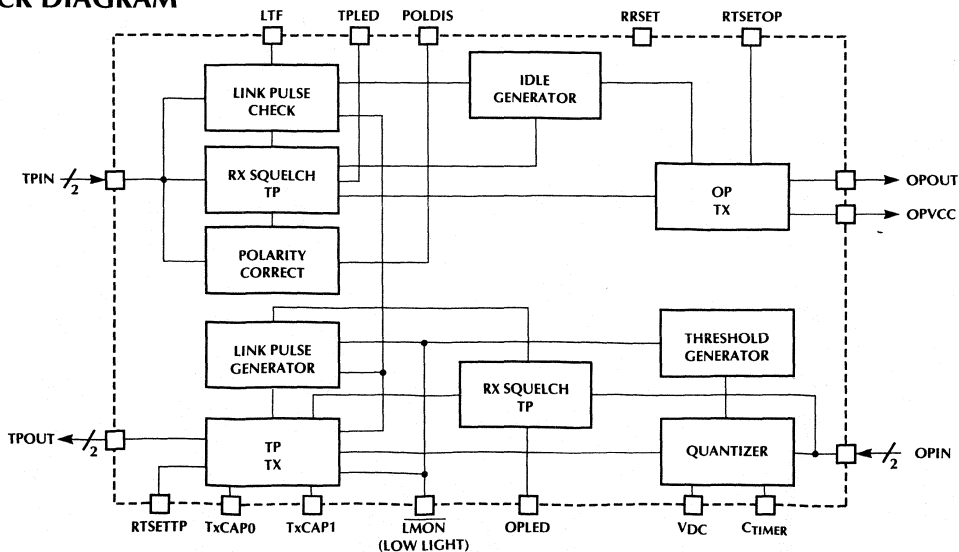 CK DIAGRAM
LTF TPLED POLDIS RRSET RTSETOP
LINK PULSE
CHECK
IDLE
GENERATOR
TPIN 2
RX SQUELCH
TP
OP
TX
OPOUT
OPVCC
POLARITY
CORRECT
LINK PULSE
GENERATOR
THRESHOLD
GENERATOR
RX SQUELCH
TP
TPOUT 2
TP
TX
QUANTIZER
2 OPIN
RTSETTP TxCAP0 TxCAP1 LMON OPLED VDC CTIMER
(LOW LIGHT)